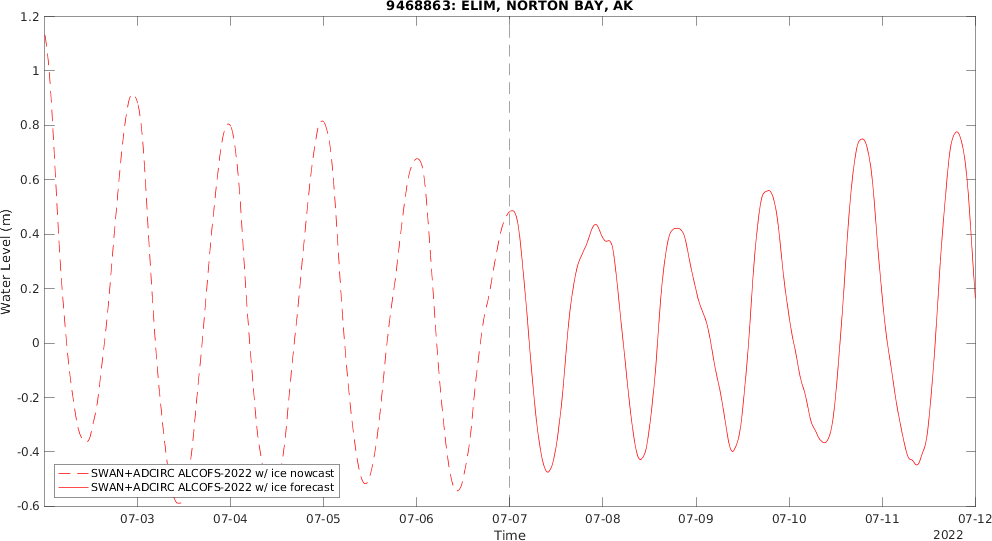 9468863: ELIM, NORTON BAY, AK
Water Level (m)
1.2
1
0.8
0.6
0.4
0.2
0
-0.2
-0.4
-0.6
SWAN+ADCIRC ALCOFS-2022 w/ ice nowcast
SWAN+ADCIRC ALCOFS-2022 w/ ice forecast
07-03 07-04 07-05 07-06 07-07 07-08 07-09 07-10 07-11 07-12
Time
2022